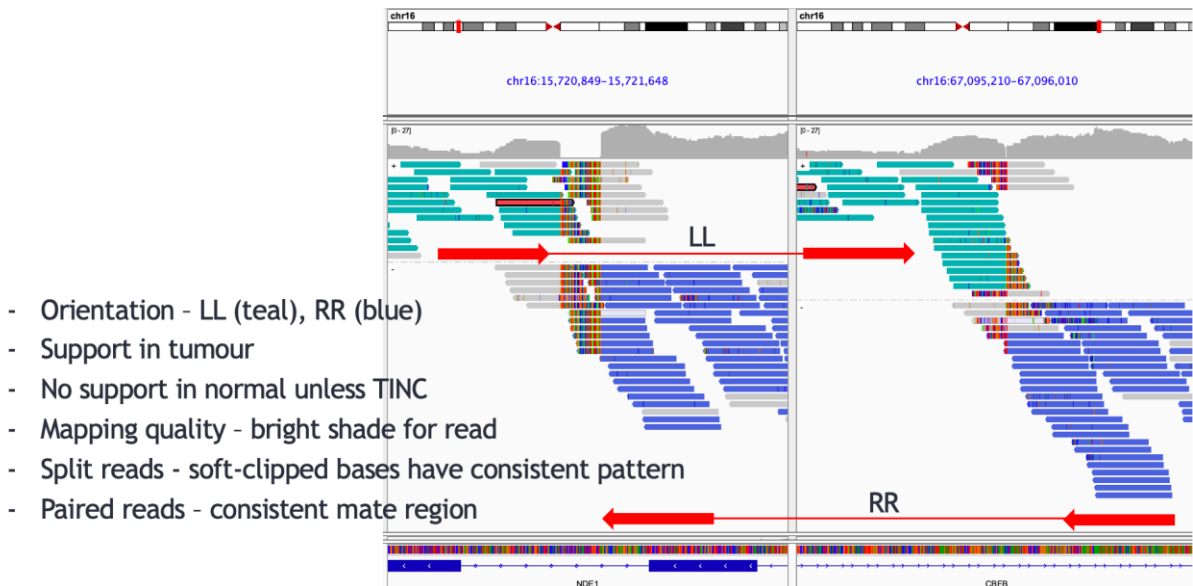 chr16
chr16
chr16:15,720,849-15,721,648
chr16:67,095,210-67,096,010
[0 - 27]
[0 - 27]
+
+
LL
-
-
- Orientation - LL (teal), RR (blue)
- Support in tumour
- No support in normal unless TINC
- Mapping quality - bright shade for read
- Split reads - soft-clipped bases have consistent pattern
- Paired reads - consistent mate region
RR
NDE1
CBFB